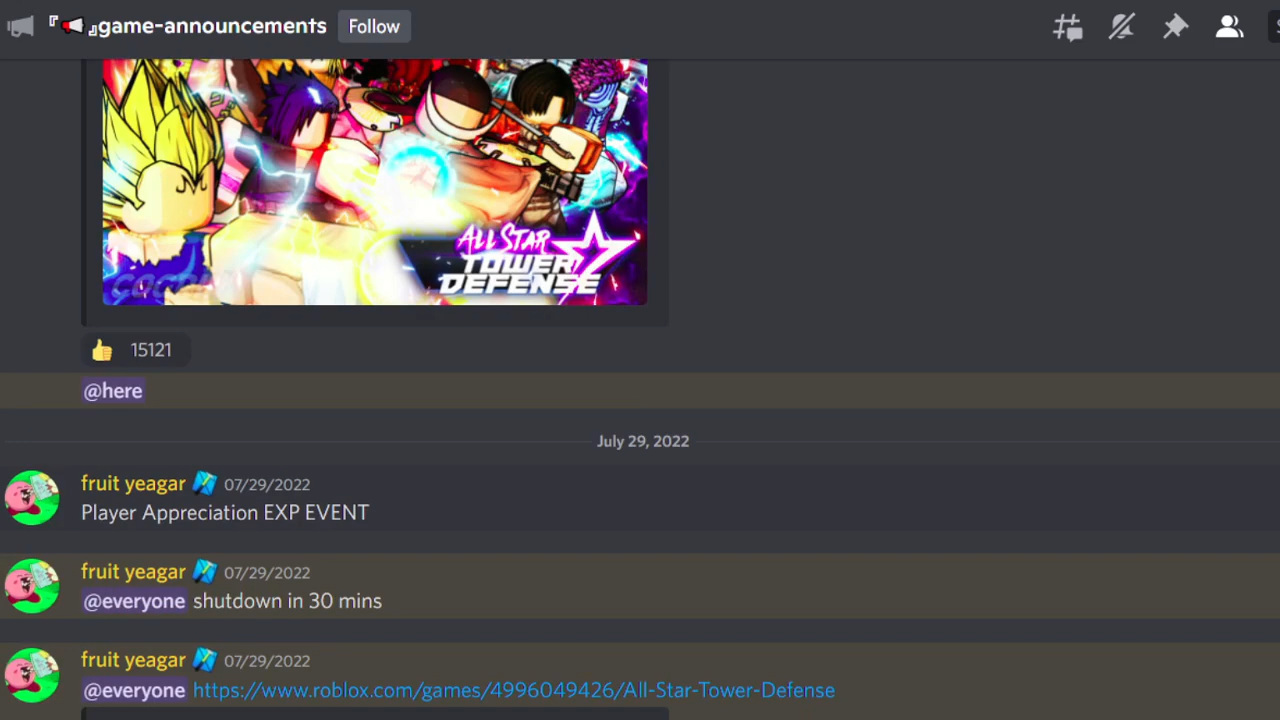 『📢』game-announcements
Follow
ALL STAR
TOWER
DEFENSE
👍 15121
@here
July 29, 2022
fruit yeagar 07/29/2022
Player Appreciation EXP EVENT
fruit yeagar 07/29/2022
@everyone shutdown in 30 mins
fruit yeagar 07/29/2022
@everyone https://www.roblox.com/games/4996049426/All-Star-Tower-Defense